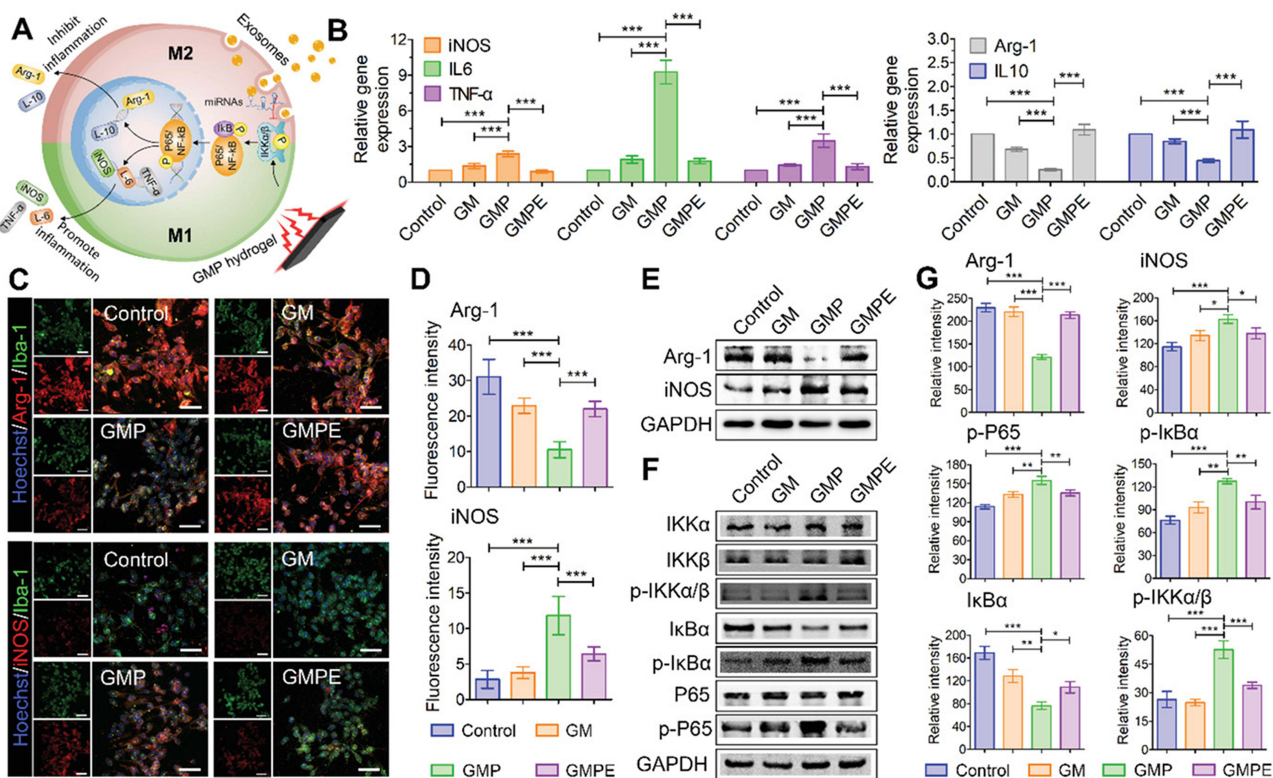 A
Inhibit
inflammation
Exosomes
M2
Arg-1
L-10
Arg-1
L-10
iNOS
L-6
TNF-α
miRNAs
IkB
P
P65/
NF-kB
P
P65/
NF-kB
IKKα/β
P
iNOS
TNF-α
L-6
Promote
inflammation
M1
GMP hydrogel
B
Relative gene
expression
12
9
6
3
0
iNOS
IL6
TNF-α
***
***
***
***
***
***
***
***
***
Control
GM
GMP
GMPE
Control
GM
GMP
GMPE
Control
GM
GMP
GMPE
Relative gene
expression
3.0
2.5
2.0
1.5
1.0
0.5
0.0
Arg-1
IL10
***
***
***
***
***
***
Control
GM
GMP
GMPE
Control
GM
GMP
GMPE
C
Hoechst/Arg-1/Iba-1
Control
GM
GMP
GMPE
Hoechst/iNOS/Iba-1
Control
GM
GMP
GMPE
D
Arg-1
Fluorescence intensity
40
30
20
10
0
***
***
***
iNOS
Fluorescence intensity
20
15
10
5
0
***
***
***
Control
GM
GMP
GMPE
E
Control
GM
GMP
GMPE
Arg-1
iNOS
GAPDH
F
Control
GM
GMP
GMPE
IKKα
IKKβ
p-IKKα/β
IκBα
p-IκBα
P65
p-P65
GAPDH
G
Arg-1
Relative intensity
250
200
150
100
50
0
***
***
***
iNOS
Relative intensity
200
150
100
50
0
***
*
*
p-P65
Relative intensity
150
120
90
60
30
0
***
**
**
p-IκBα
Relative intensity
160
120
80
40
0
***
**
**
IκBα
Relative intensity
200
160
120
80
40
0
***
**
*
p-IKKα/β
Relative intensity
60
45
30
15
0
***
***
***
Control
GM
GMP
GMPE